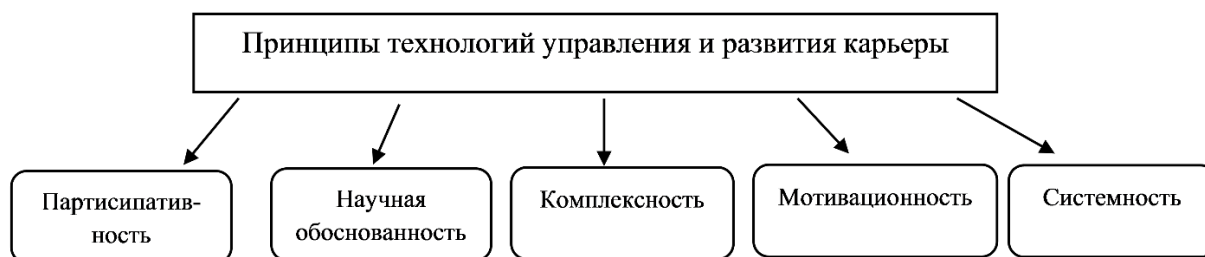 Принципы технологий управления и развития карьеры
Партисипатив-
ность
Научная
обоснованность
Комплексность
Мотивационность
Системность